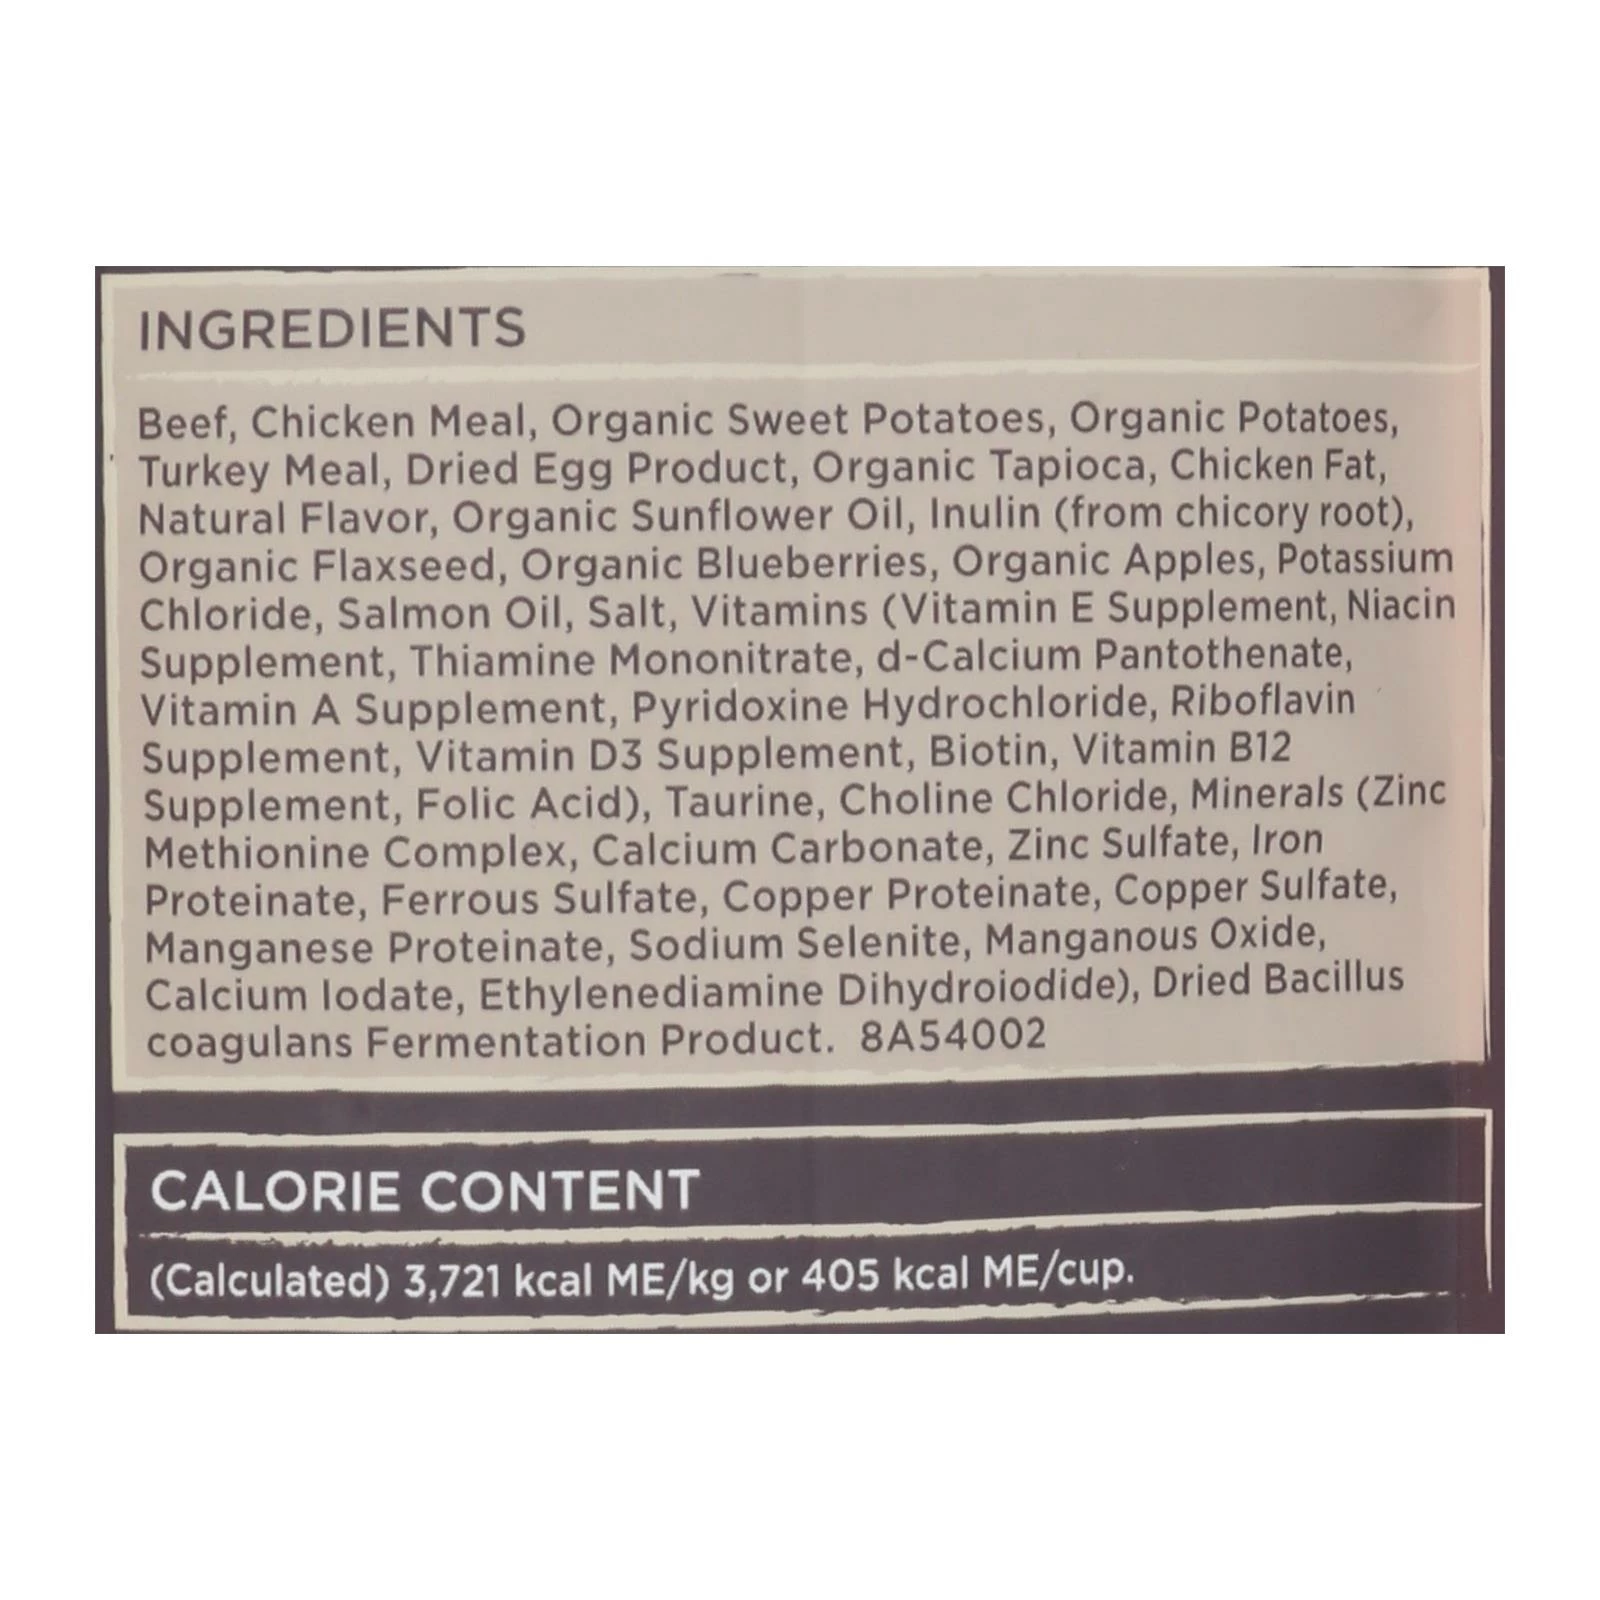 INGREDIENTS
Beef, Chicken Meal, Organic Sweet Potatoes, Organic Potatoes,
Turkey Meal, Dried Egg Product, Organic Tapioca, Chicken Fat,
Natural Flavor, Organic Sunflower Oil, Inulin (from chicory root),
Organic Flaxseed, Organic Blueberries, Organic Apples, Potassium
Chloride, Salmon Oil, Salt, Vitamins (Vitamin E Supplement, Niacin
Supplement, Thiamine Mononitrate, d-Calcium Pantothenate,
Vitamin A Supplement, Pyridoxine Hydrochloride, Riboflavin
Supplement, Vitamin D3 Supplement, Biotin, Vitamin B12
Supplement, Folic Acid), Taurine, Choline Chloride, Minerals (Zinc
Methionine Complex, Calcium Carbonate, Zinc Sulfate, Iron
Proteinate, Ferrous Sulfate, Copper Proteinate, Copper Sulfate,
Manganese Proteinate, Sodium Selenite, Manganous Oxide,
Calcium Iodate, Ethylenediamine Dihydroiodide), Dried Bacillus
coagulans Fermentation Product. 8A54002
CALORIE CONTENT
(Calculated) 3,721 kcal ME/kg or 405 kcal ME/cup.